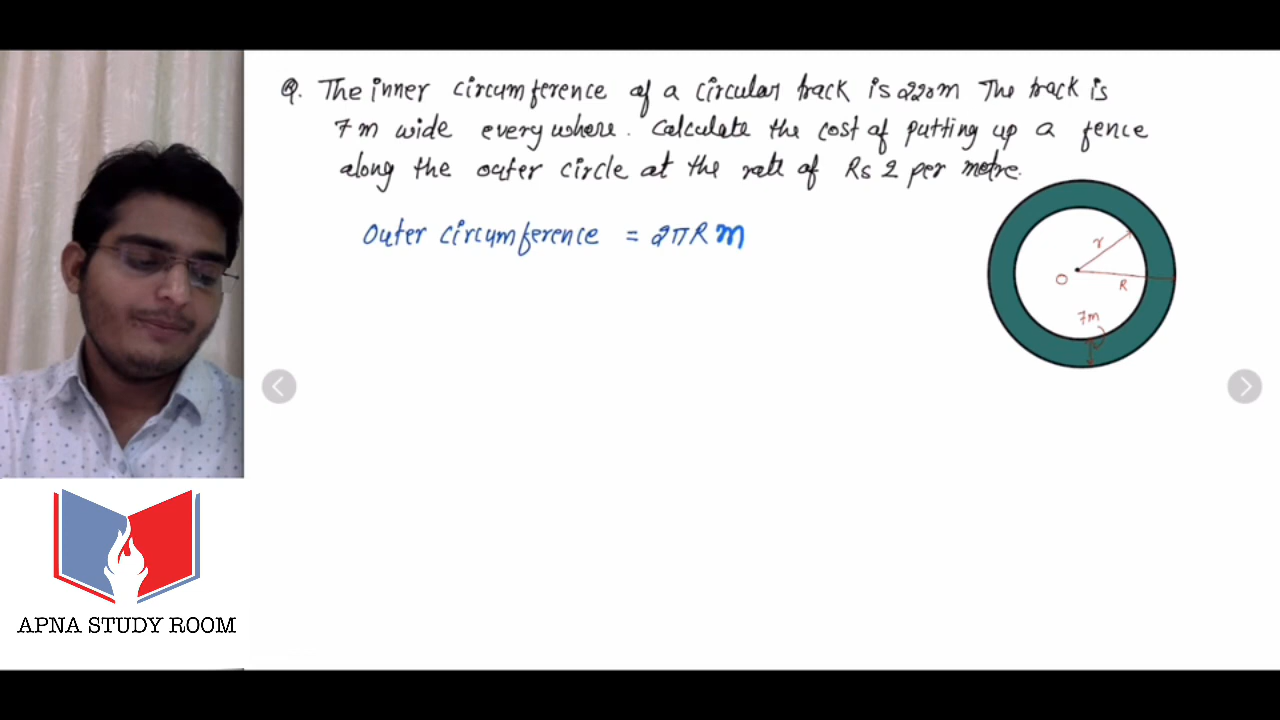 Q. The inner circumference of a circular track is 220m The track is
7m wide everywhere. Calculate the cost of putting up a fence
along the outer circle at the rate of Rs 2 per metre.
Outer circumference = 2πR m
r
O
R
7m
APNA STUDY ROOM